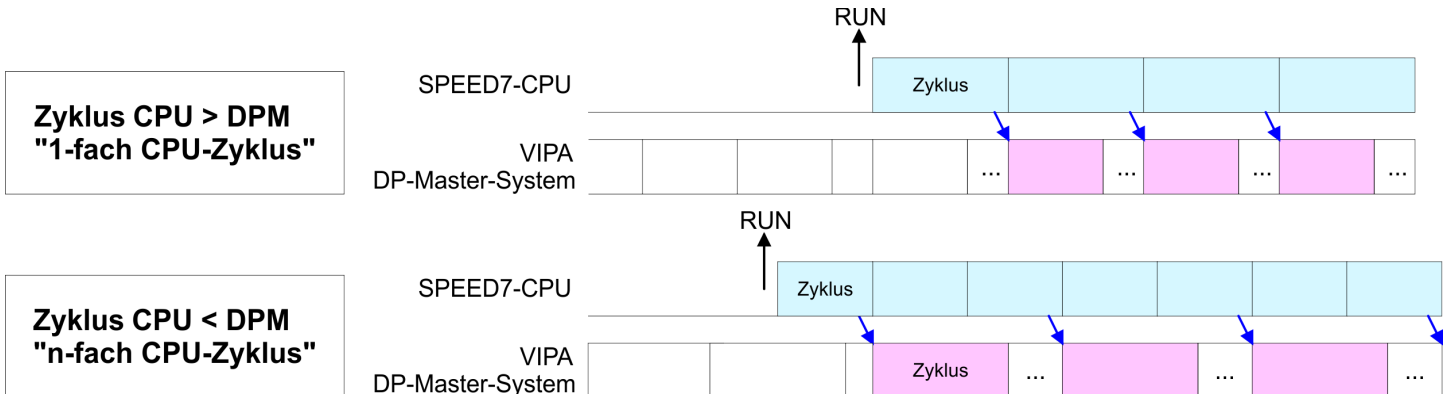 RUN
Zyklus CPU > DPM
"1-fach CPU-Zyklus"
SPEED7-CPU
Zyklus
VIPA
DP-Master-System
... ... ... ...
RUN
Zyklus CPU < DPM
"n-fach CPU-Zyklus"
SPEED7-CPU
Zyklus
VIPA
DP-Master-System
Zyklus ... ... ...